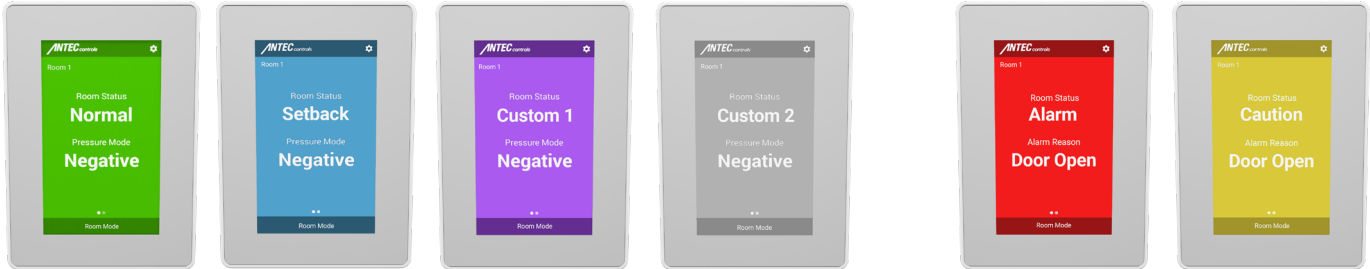 ANTEC controls
Room 1
Room Status
Normal
Pressure Mode
Negative
Room Mode
ANTEC controls
Room 1
Room Status
Setback
Pressure Mode
Negative
Room Mode
ANTEC controls
Room 1
Room Status
Custom 1
Pressure Mode
Negative
Room Mode
ANTEC controls
Room 1
Room Status
Custom 2
Pressure Mode
Negative
Room Mode
ANTEC controls
Room 1
Room Status
Alarm
Alarm Reason
Door Open
Room Mode
ANTEC controls
Room 1
Room Status
Caution
Alarm Reason
Door Open
Room Mode